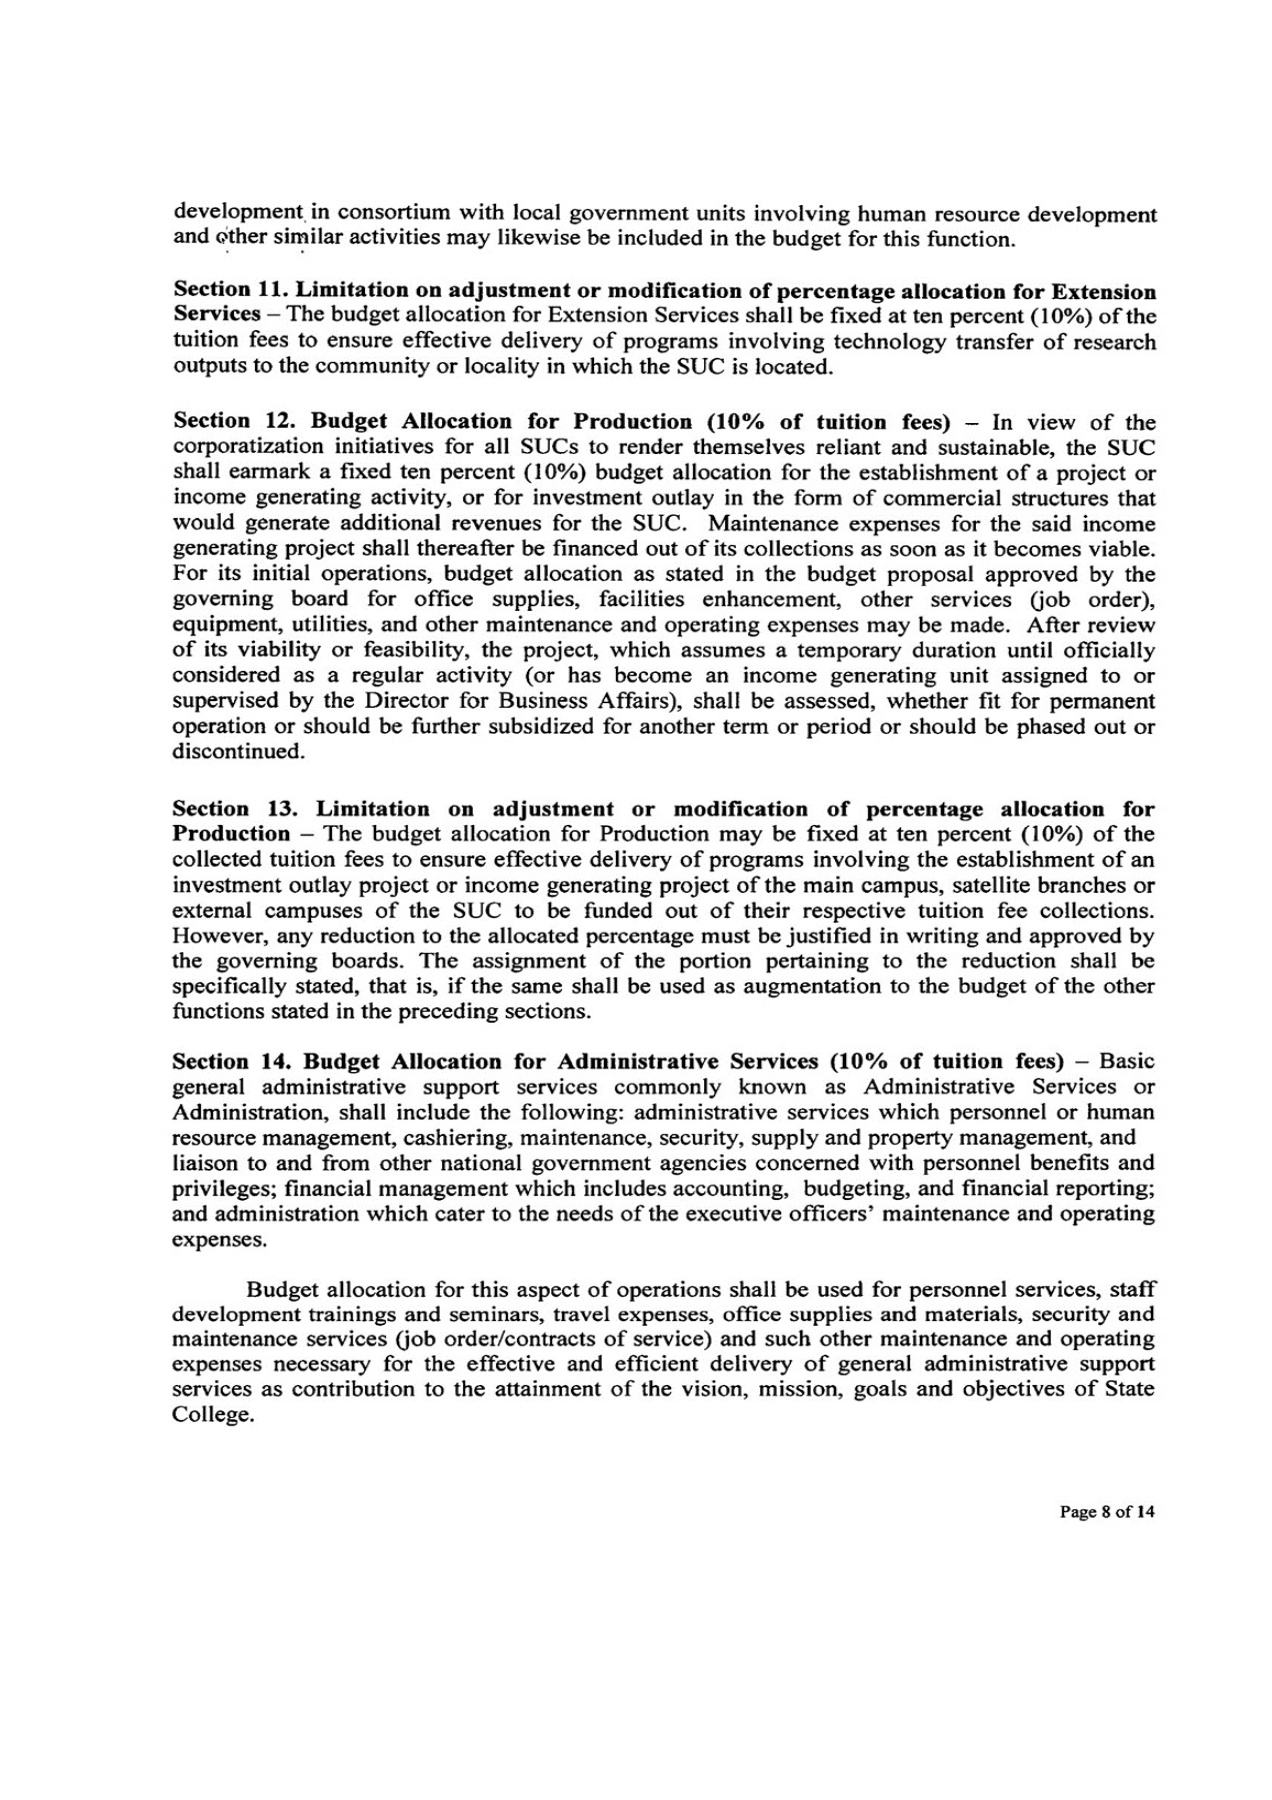 development in consortium with local government units involving human resource development
and other similar activities may likewise be included in the budget for this function.
Section 11. Limitation on adjustment or modification of percentage allocation for Extension
Services – The budget allocation for Extension Services shall be fixed at ten percent (10%) of the
tuition fees to ensure effective delivery of programs involving technology transfer of research
outputs to the community or locality in which the SUC is located.
Section 12. Budget Allocation for Production (10% of tuition fees) – In view of the
corporatization initiatives for all SUCs to render themselves reliant and sustainable, the SUC
shall earmark a fixed ten percent (10%) budget allocation for the establishment of a project or
income generating activity, or for investment outlay in the form of commercial structures that
would generate additional revenues for the SUC. Maintenance expenses for the said income
generating project shall thereafter be financed out of its collections as soon as it becomes viable.
For its initial operations, budget allocation as stated in the budget proposal approved by the
governing board for office supplies, facilities enhancement, other services (job order),
equipment, utilities, and other maintenance and operating expenses may be made. After review
of its viability or feasibility, the project, which assumes a temporary duration until officially
considered as a regular activity (or has become an income generating unit assigned to or
supervised by the Director for Business Affairs), shall be assessed, whether fit for permanent
operation or should be further subsidized for another term or period or should be phased out or
discontinued.
Section 13. Limitation on adjustment or modification of percentage allocation for
Production – The budget allocation for Production may be fixed at ten percent (10%) of the
collected tuition fees to ensure effective delivery of programs involving the establishment of an
investment outlay project or income generating project of the main campus, satellite branches or
external campuses of the SUC to be funded out of their respective tuition fee collections.
However, any reduction to the allocated percentage must be justified in writing and approved by
the governing boards. The assignment of the portion pertaining to the reduction shall be
specifically stated, that is, if the same shall be used as augmentation to the budget of the other
functions stated in the preceding sections.
Section 14. Budget Allocation for Administrative Services (10% of tuition fees) – Basic
general administrative support services commonly known as Administrative Services or
Administration, shall include the following: administrative services which personnel or human
resource management, cashiering, maintenance, security, supply and property management, and
liaison to and from other national government agencies concerned with personnel benefits and
privileges; financial management which includes accounting, budgeting, and financial reporting;
and administration which cater to the needs of the executive officers’ maintenance and operating
expenses.
Budget allocation for this aspect of operations shall be used for personnel services, staff
development trainings and seminars, travel expenses, office supplies and materials, security and
maintenance services (job order/contracts of service) and such other maintenance and operating
expenses necessary for the effective and efficient delivery of general administrative support
services as contribution to the attainment of the vision, mission, goals and objectives of State
College.
Page 8 of 14